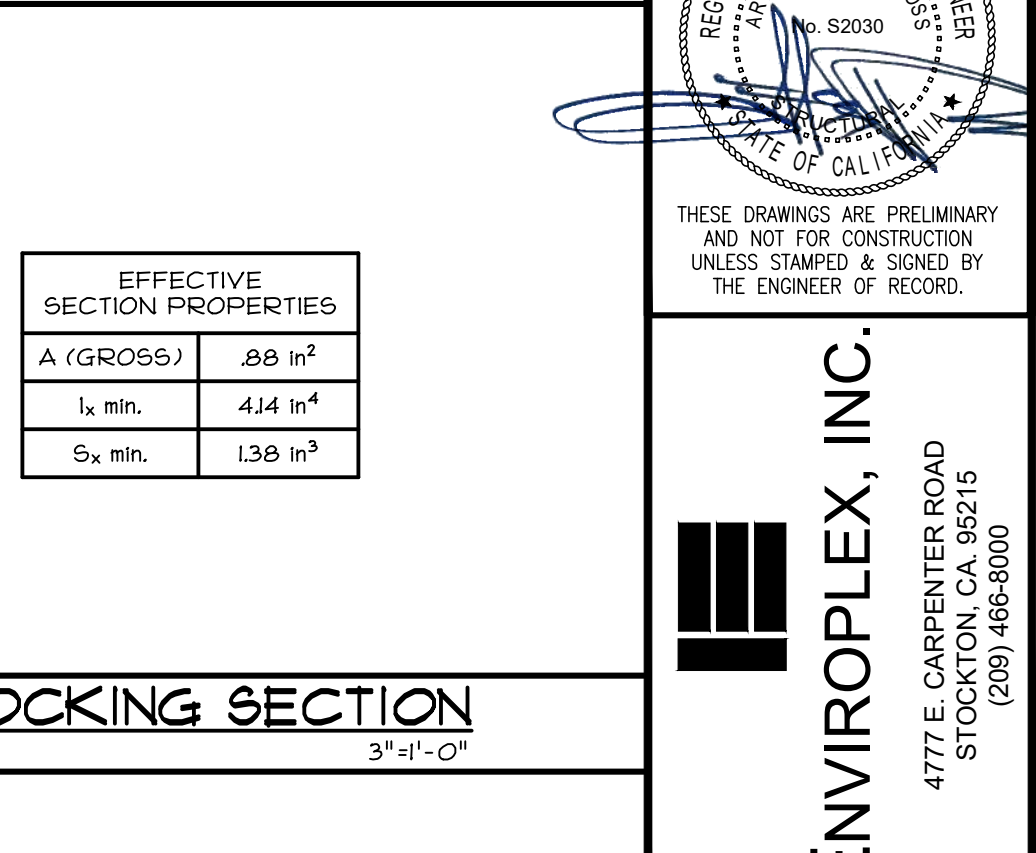 EFFECTIVE
SECTION PROPERTIES
A (GROSS) .88 in²
Iₓ min. 4.14 in⁴
Sₓ min. 1.38 in³
SECTION
3"=1'-0"
No. S2030
STRUCTURAL
STATE OF CALIFORNIA
THESE DRAWINGS ARE PRELIMINARY
AND NOT FOR CONSTRUCTION
UNLESS STAMPED & SIGNED BY
THE ENGINEER OF RECORD.
ENVIROPLEX, INC.
4777 E. CARPENTER ROAD
STOCKTON, CA. 95215
(209) 466-8000